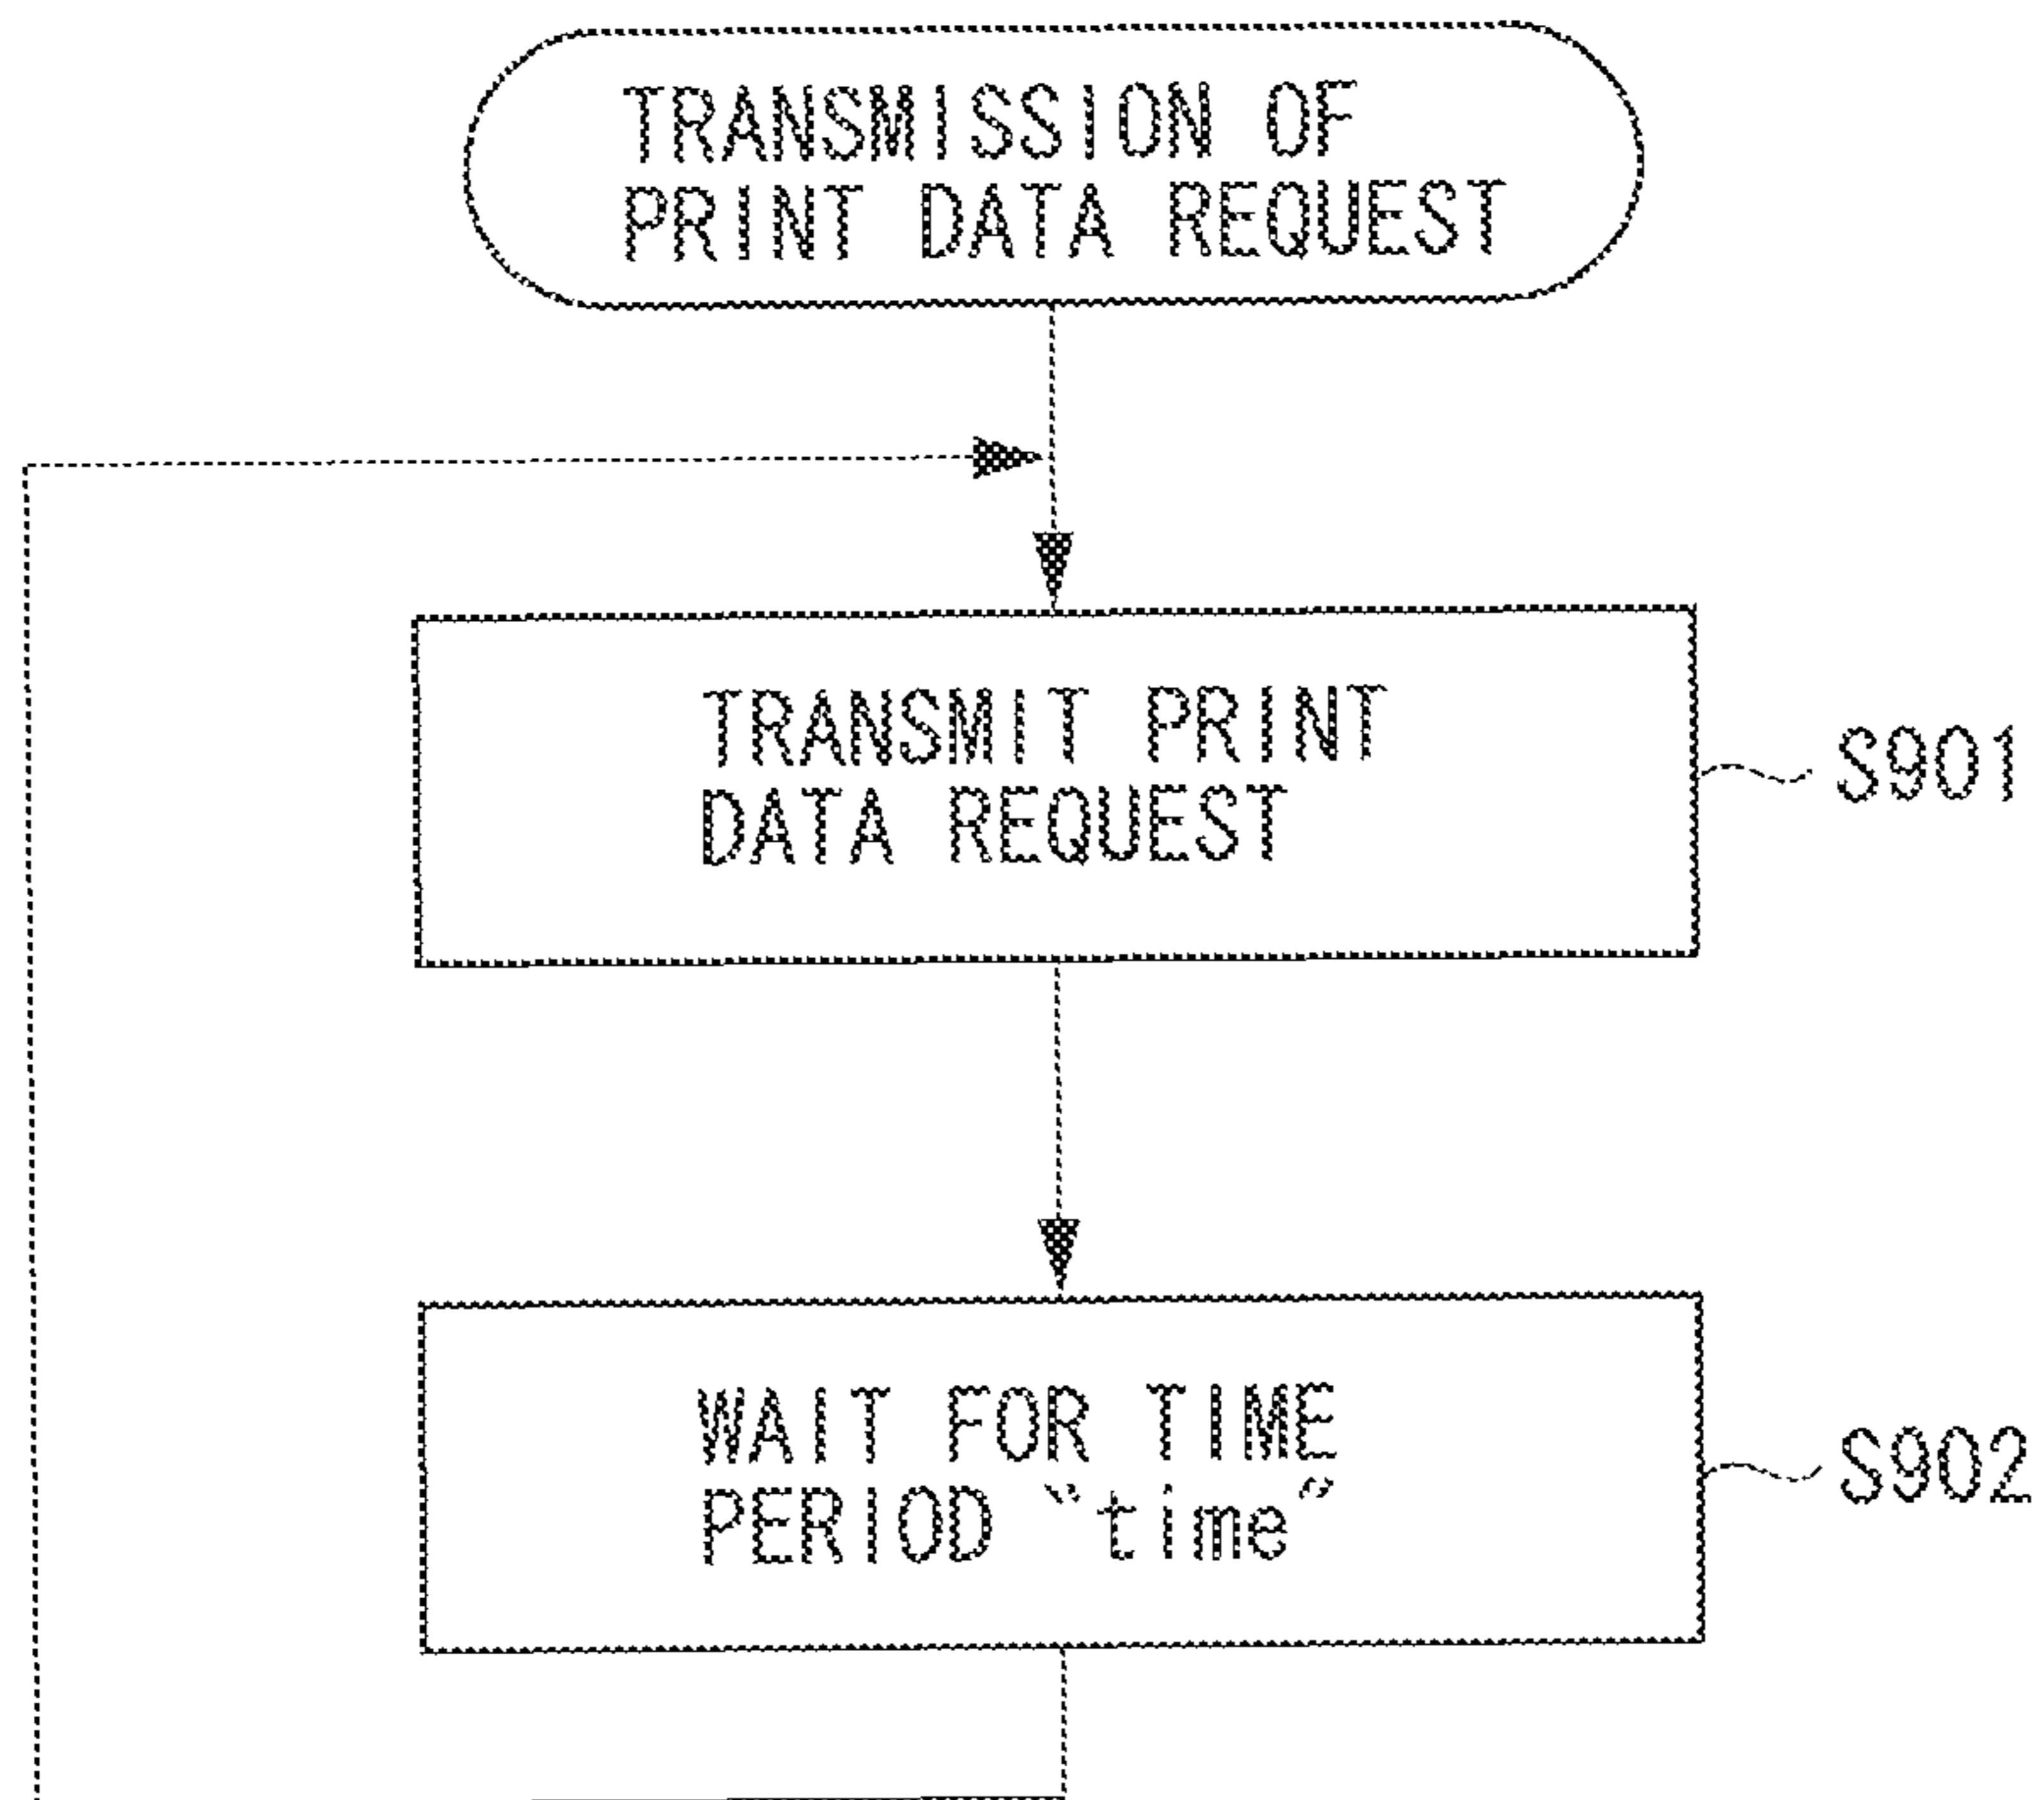 TRANSMISSION OF
PRINT DATA REQUEST
TRANSMIT PRINT
DATA REQUEST
S901
WAIT FOR TIME
PERIOD “time”
S902